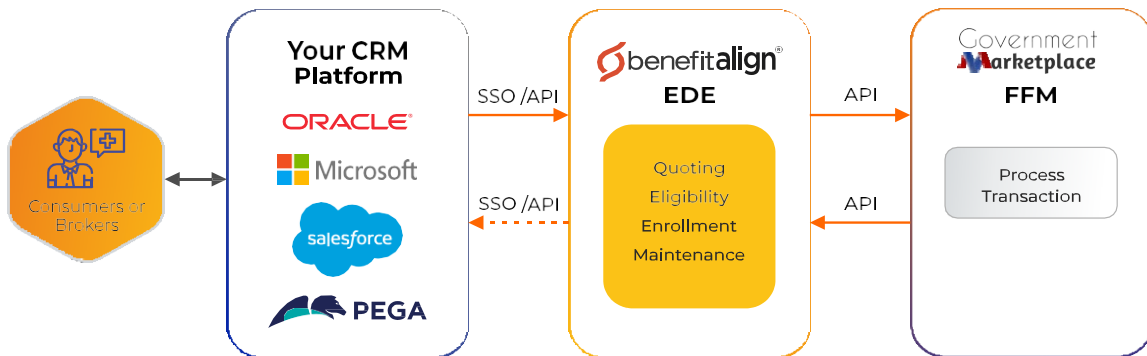 Consumers or
Brokers
Your CRM
Platform
ORACLE®
Microsoft
salesforce
PEGA
SSO /API
SSO /API
benefitalign®
EDE
Quoting
Eligibility
Enrollment
Maintenance
API
API
Government
Marketplace
FFM
Process
Transaction